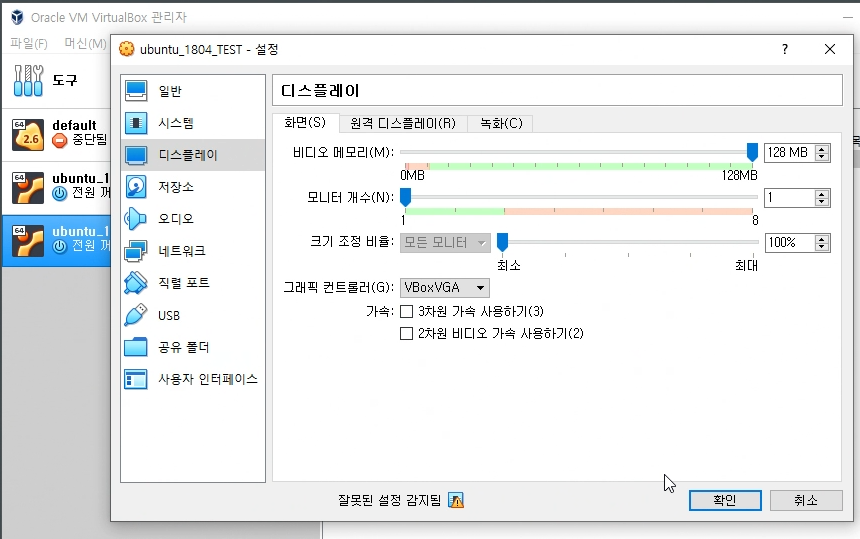 Oracle VM VirtualBox 관리자
파일(F) 머신(M)
ubuntu_1804_TEST - 설정
?
도구
64
default
2.6
중단됨
64
ubuntu_1
전원 꺼
64
ubuntu_1
전원 꺼
일반
시스템
디스플레이
저장소
오디오
네트워크
직렬 포트
USB
공유 폴더
사용자 인터페이스
디스플레이
화면(S) 원격 디스플레이(R) 녹화(C)
비디오 메모리(M): 128 MB
0MB 128MB
모니터 개수(N): 1
1 8
크기 조정 비율: 모든 모니터 100%
최소 최대
그래픽 컨트롤러(G): VBoxVGA
가속: 3차원 가속 사용하기(3)
2차원 비디오 가속 사용하기(2)
잘못된 설정 감지됨
확인 취소